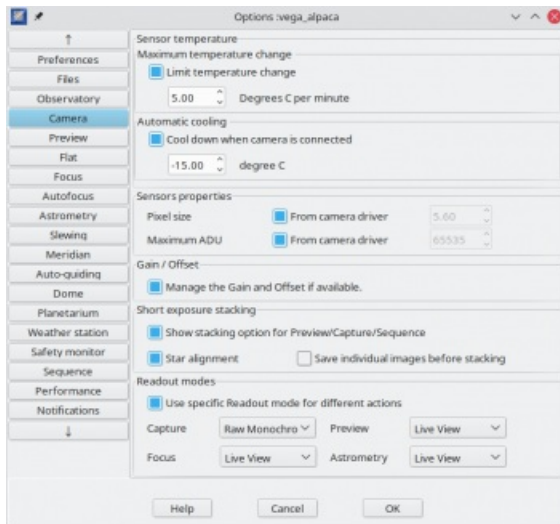 Options :vega_alpaca
Preferences
Files
Observatory
Camera
Preview
Flat
Focus
Autofocus
Astrometry
Slewing
Meridian
Auto-guiding
Dome
Planetarium
Weather station
Safety monitor
Sequence
Performance
Notifications
Sensor temperature
Maximum temperature change
Limit temperature change
5.00 Degrees C per minute
Automatic cooling
Cool down when camera is connected
-15.00 degree C
Sensors properties
Pixel size From camera driver 5.60
Maximum ADU From camera driver 65535
Gain / Offset
Manage the Gain and Offset if available.
Short exposure stacking
Show stacking option for Preview/Capture/Sequence
Star alignment Save individual images before stacking
Readout modes
Use specific Readout mode for different actions
Capture Raw Monochro Preview Live View
Focus Live View Astrometry Live View
Help Cancel OK